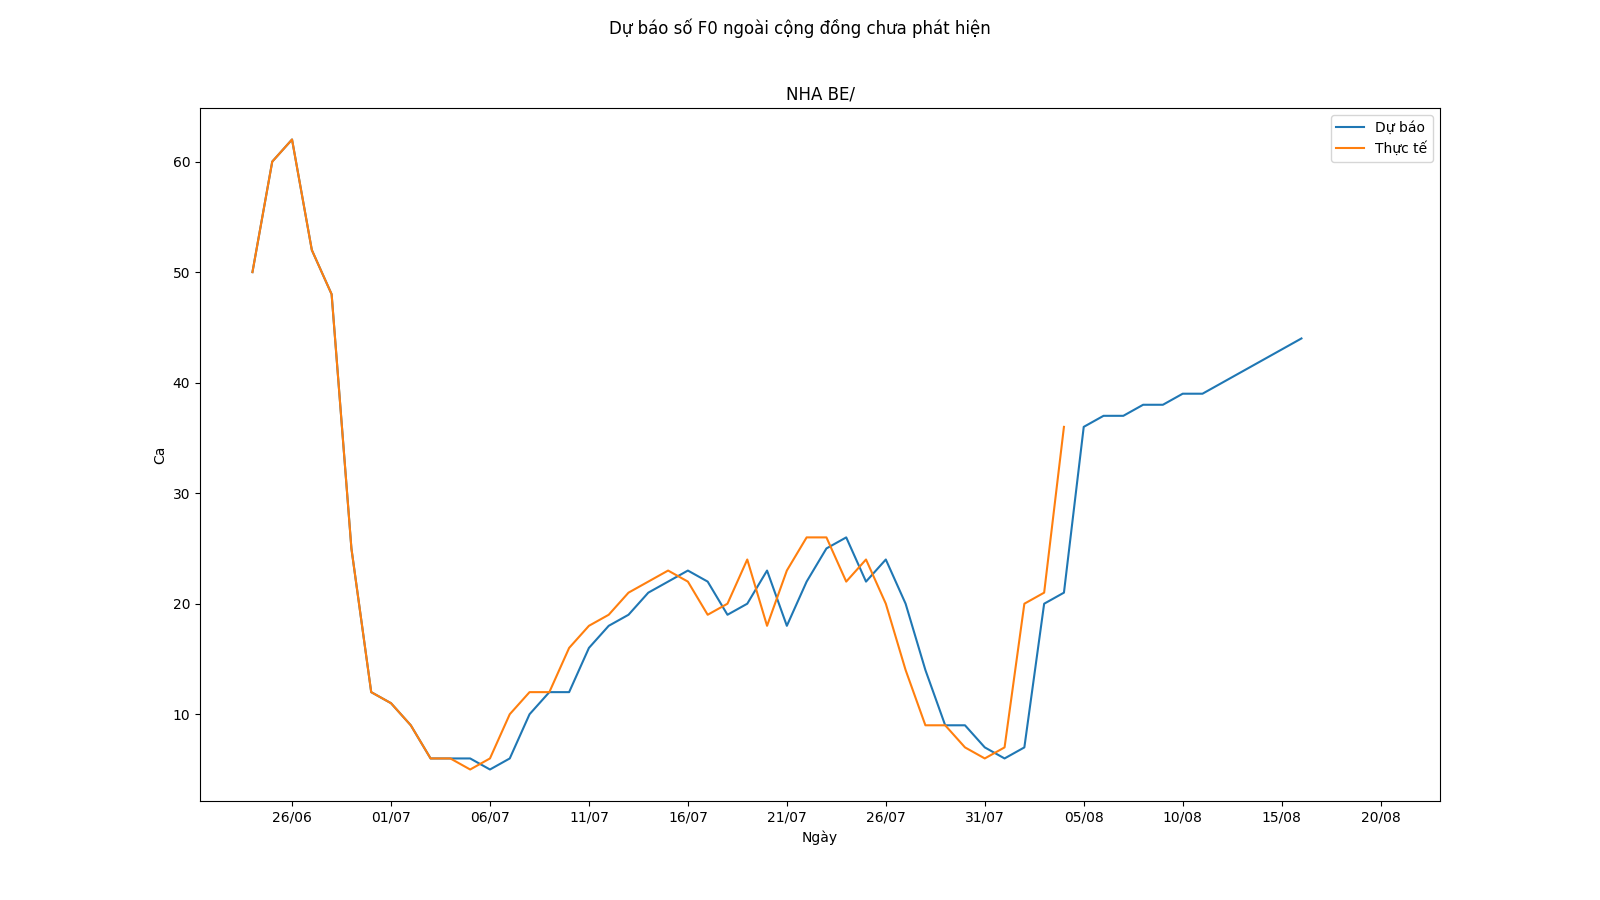 Dự báo số F0 ngoài cộng đồng chưa phát hiện
NHA BE/
Dự báo
Thực tế
60
50
40
30
20
10
Ca
26/06 01/07 06/07 11/07 16/07 21/07 26/07 31/07 05/08 10/08 15/08 20/08
Ngày